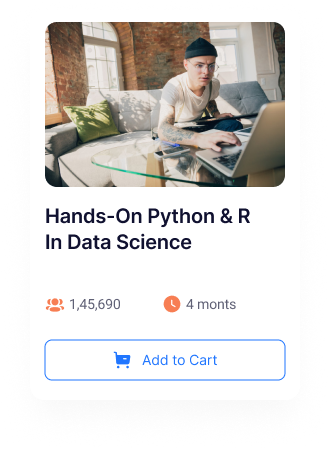 Hands-On Python & R
In Data Science
1,45,690 4 monts
Add to Cart